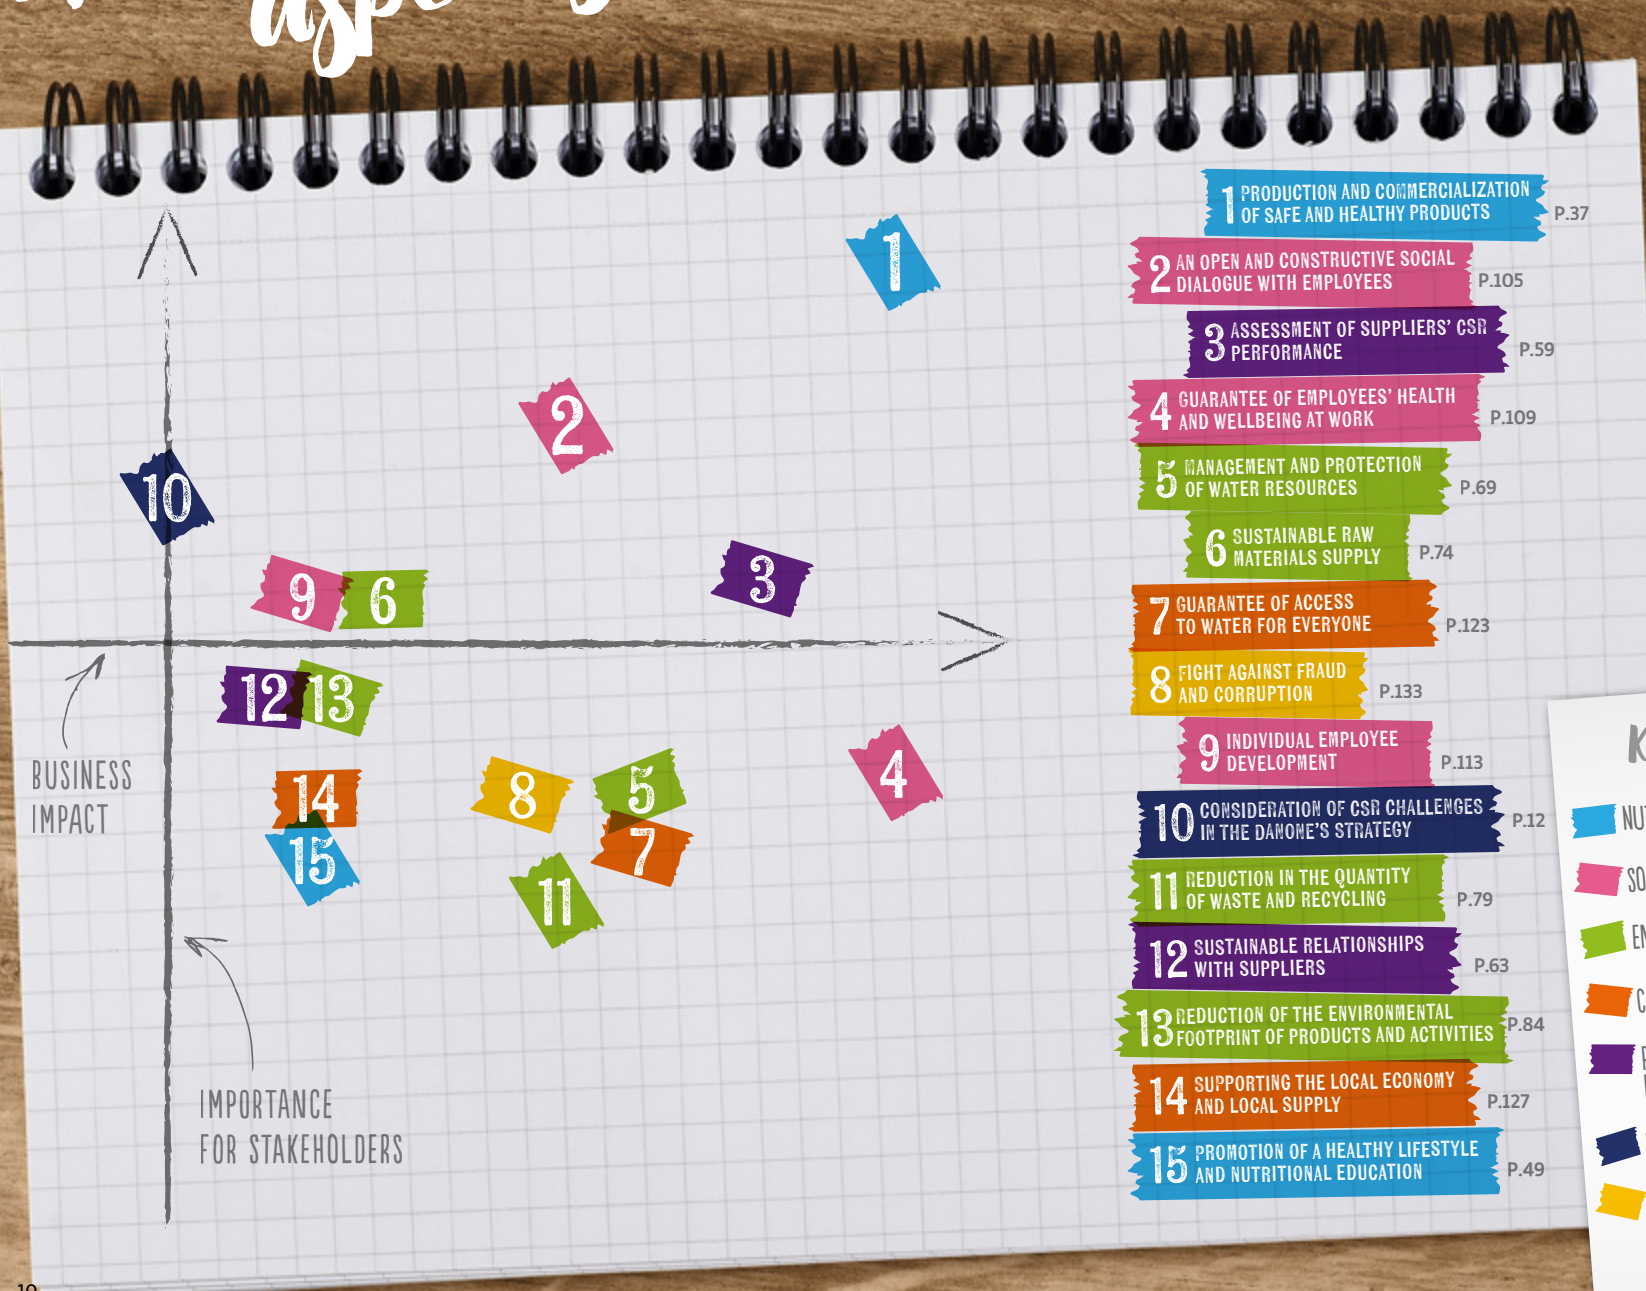 1
2
10
3
9
6
12
13
BUSINESS
IMPACT
14
8
5
4
15
7
11
IMPORTANCE
FOR STAKEHOLDERS
1 PRODUCTION AND COMMERCIALIZATION
OF SAFE AND HEALTHY PRODUCTS P.37
2 AN OPEN AND CONSTRUCTIVE SOCIAL
DIALOGUE WITH EMPLOYEES P.105
3 ASSESSMENT OF SUPPLIERS' CSR
PERFORMANCE P.59
4 GUARANTEE OF EMPLOYEES' HEALTH
AND WELLBEING AT WORK P.109
5 MANAGEMENT AND PROTECTION
OF WATER RESOURCES P.69
6 SUSTAINABLE RAW
MATERIALS SUPPLY P.74
7 GUARANTEE OF ACCESS
TO WATER FOR EVERYONE P.123
8 FIGHT AGAINST FRAUD
AND CORRUPTION P.133
9 INDIVIDUAL EMPLOYEE
DEVELOPMENT P.113
10 CONSIDERATION OF CSR CHALLENGES
IN THE DANONE'S STRATEGY P.12
11 REDUCTION IN THE QUANTITY
OF WASTE AND RECYCLING P.79
12 SUSTAINABLE RELATIONSHIPS
WITH SUPPLIERS P.63
13 REDUCTION OF THE ENVIRONMENTAL
FOOTPRINT OF PRODUCTS AND ACTIVITIES P.84
14 SUPPORTING THE LOCAL ECONOMY
AND LOCAL SUPPLY P.127
15 PROMOTION OF A HEALTHY LIFESTYLE
AND NUTRITIONAL EDUCATION P.49